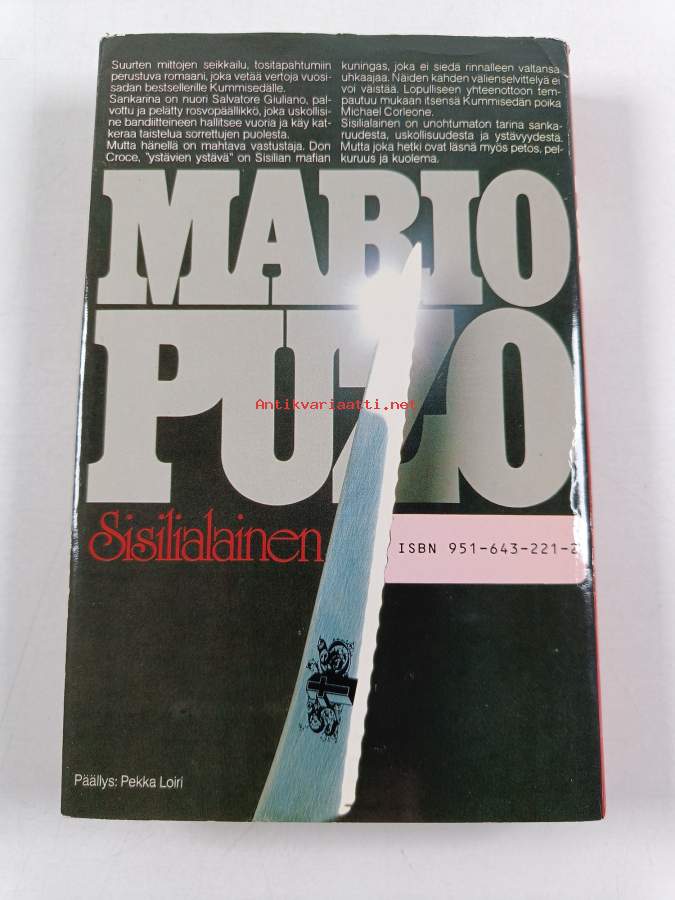 Suurten mittojen seikkailu, tositapahtumiin
perustuva romaani, joka vetää vertoja vuosi-
sadan bestsellerille Kummisedälle.
Sankarina on nuori Salvatore Giuliano, pal-
vottu ja pelätty rosvopäällikkö, joka uskollisi-
ne bandiitteineen hallitsee vuoria ja käy kat-
keraa taistelua sorrettujen puolesta.
Mutta hänellä on mahtava vastustaja. Don
Croce, "ystävien ystävä" on Sisilian mafian
kuningas, joka ei siedä rinnalleen valtansa
uhkaajaa. Näiden kahden välienselvittelyä ei
voi väistää. Lopulliseen yhteenottoon tem-
pautuu mukaan itsensä Kummisedän poika
Michael Corleone.
Sisilialainen on unohtumaton tarina sanka-
ruudesta, uskollisuudesta ja ystävyydestä.
Mutta joka hetki ovat läsnä myös petos, pel-
kuruus ja kuolema.
MARIO
PUZO
Antikvariaatti.net
Sisilialainen
ISBN 951-643-221-2
Päällys: Pekka Loiri